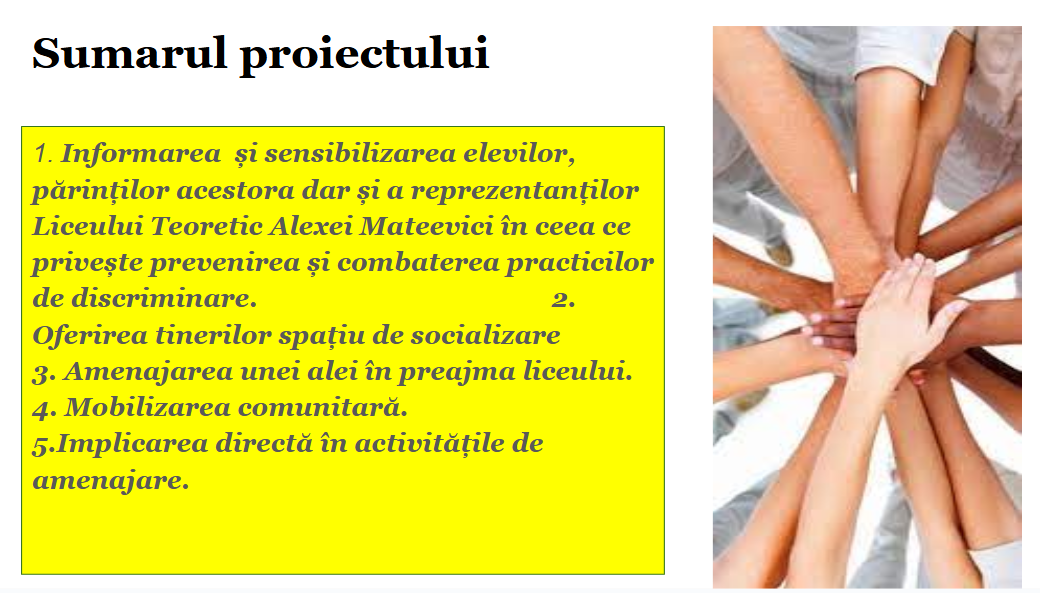 Sumarul proiectului
1. Informarea și sensibilizarea elevilor,
părinților acestora dar și a reprezentanților
Liceului Teoretic Alexei Mateevici în ceea ce
privește prevenirea și combaterea practicilor
de discriminare. 2.
Oferirea tinerilor spațiu de socializare
3. Amenajarea unei alei în preajma liceului.
4. Mobilizarea comunitară.
5.Implicarea directă în activitățile de
amenajare.